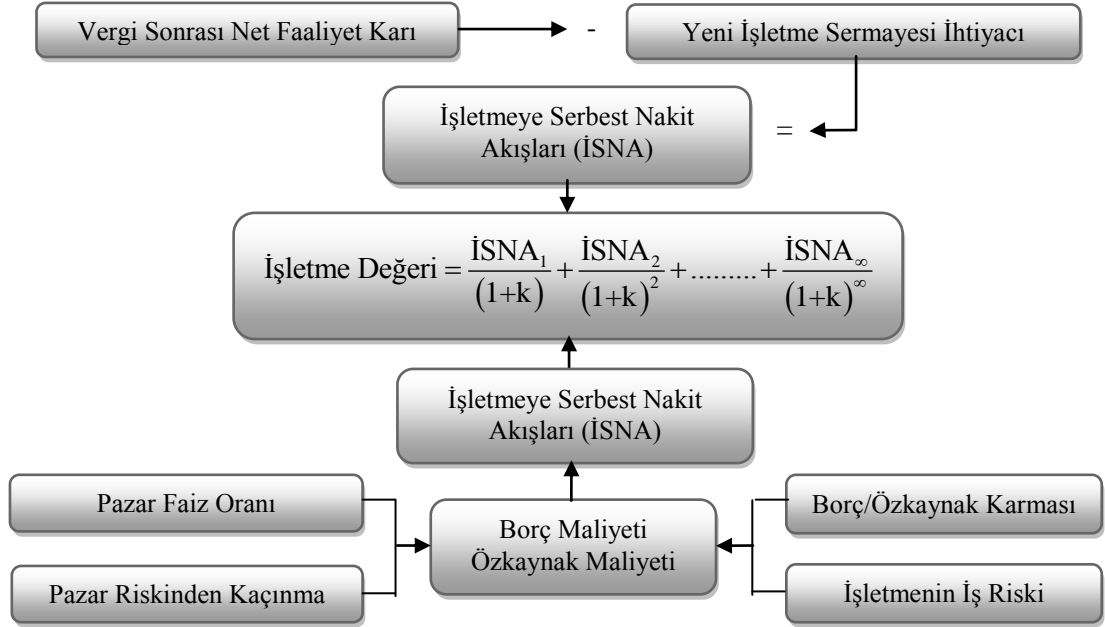 Vergi Sonrası Net Faaliyet Karı
-
Yeni İşletme Sermayesi İhtiyacı
İşletmeye Serbest Nakit
Akışları (İSNA)
=
İşletme Değeri = İSNA₁/(1+k) + İSNA₂/(1+k)² + ......... + İSNA∞/(1+k)^∞
İşletmeye Serbest Nakit
Akışları (İSNA)
Pazar Faiz Oranı
Pazar Riskinden Kaçınma
Borç Maliyeti
Özkaynak Maliyeti
Borç/Özkaynak Karması
İşletmenin İş Riski